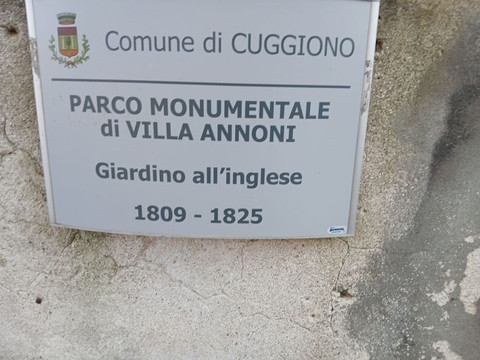 Comune di CUGGIONO
PARCO MONUMENTALE
di VILLA ANNONI
Giardino all'inglese
1809 - 1825